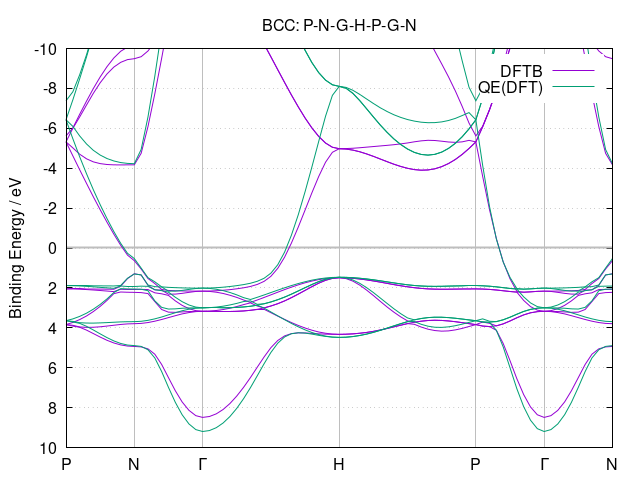 BCC: P-N-G-H-P-G-N
-10
-8
-6
-4
-2
0
2
4
6
8
10
Binding Energy / eV
DFTB
QE(DFT)
P N Γ H P Γ N